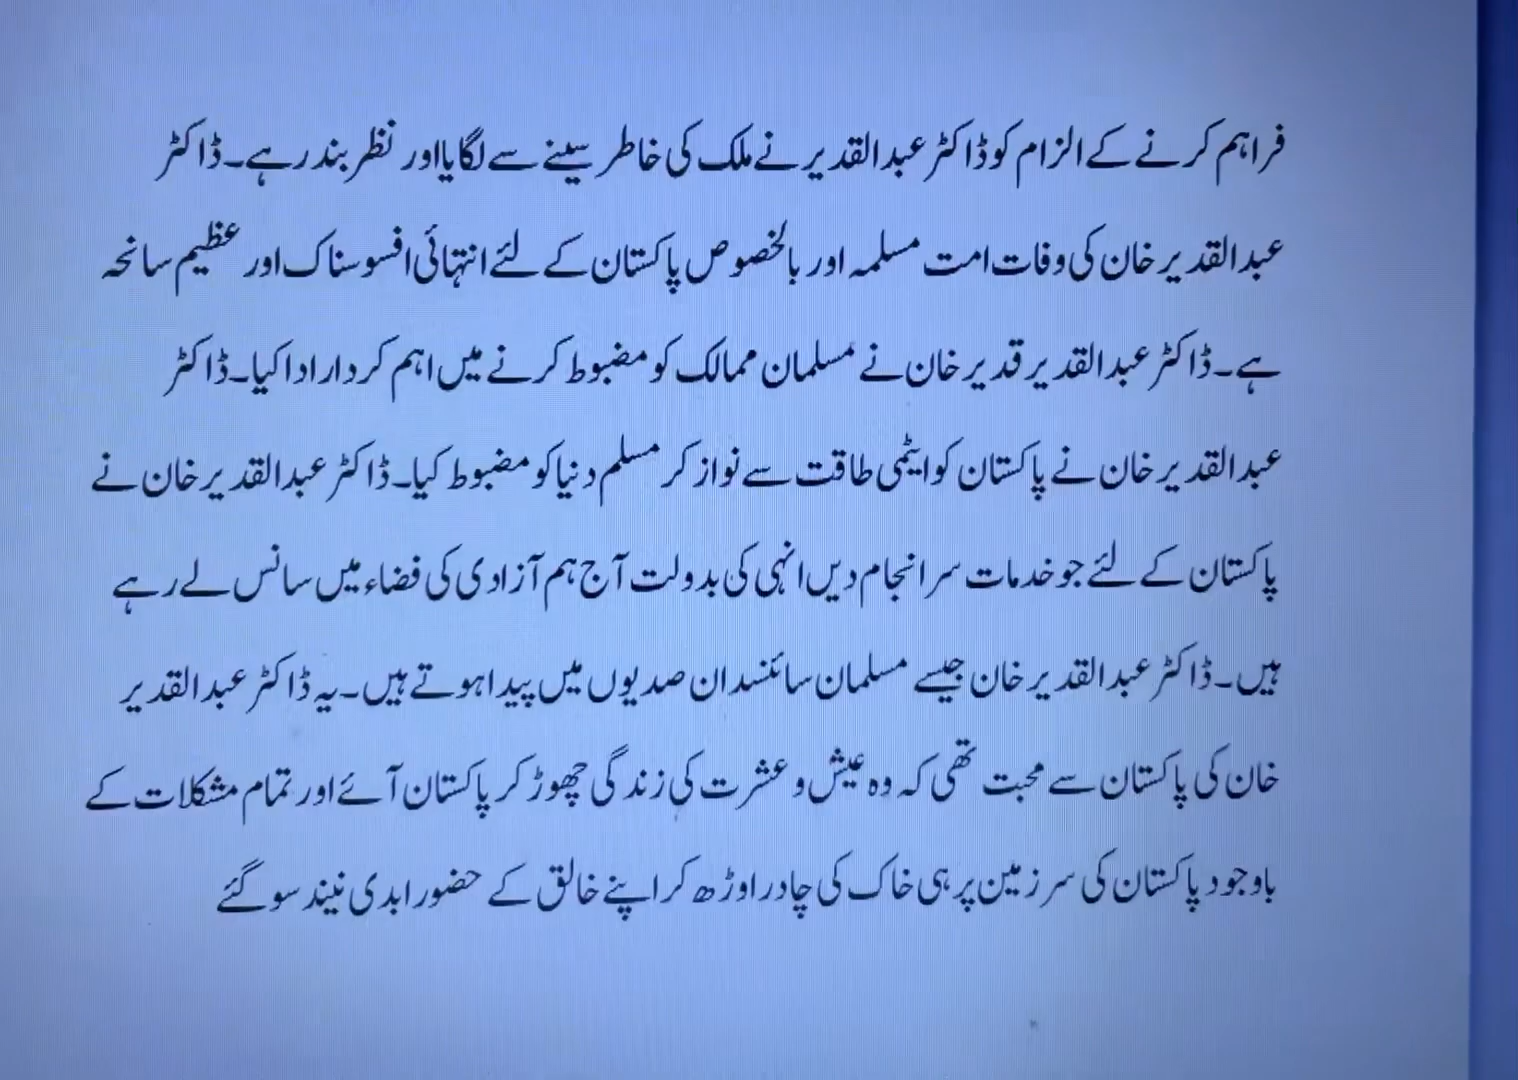 فراہم کرنے کے الزام کو ڈاکٹر عبدالقدیر نے ملک کی خاطر سینے سے لگایا اور نظر بند رہے۔ ڈاکٹر
عبدالقدیر خان کی وفات امت مسلمہ اور بالخصوص پاکستان کے لئے انتہائی افسوسناک اور عظیم سانحہ
ہے۔ ڈاکٹر عبدالقدیر قدیر خان نے مسلمان ممالک کو مضبوط کرنے میں اہم کردار ادا کیا۔ ڈاکٹر
عبدالقدیر خان نے پاکستان کو ایٹمی طاقت سے نواز کر مسلم دنیا کو مضبوط کیا۔ ڈاکٹر عبدالقدیر خان نے
پاکستان کے لئے جو خدمات سرانجام دیں انہی کی بدولت آج ہم آزادی کی فضاء میں سانس لے رہے
ہیں۔ ڈاکٹر عبدالقدیر خان جیسے مسلمان سائنسدان صدیوں میں پیدا ہوتے ہیں۔ یہ ڈاکٹر عبدالقدیر
خان کی پاکستان سے محبت تھی کہ وہ عیش و عشرت کی زندگی چھوڑ کر پاکستان آئے اور تمام مشکلات کے
باوجود پاکستان کی سرزمین پر ہی خاک کی چادر اوڑھ کر اپنے خالق کے حضور ابدی نیند سو گئے